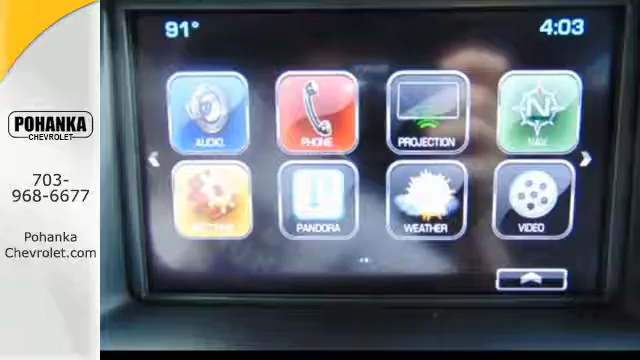 POHANKA
CHEVROLET
703-
968-6677
Pohanka
Chevrolet.com
91°
4:03
AUDIO
PHONE
PROJECTION
N
NAV
PANDORA
WEATHER
VIDEO